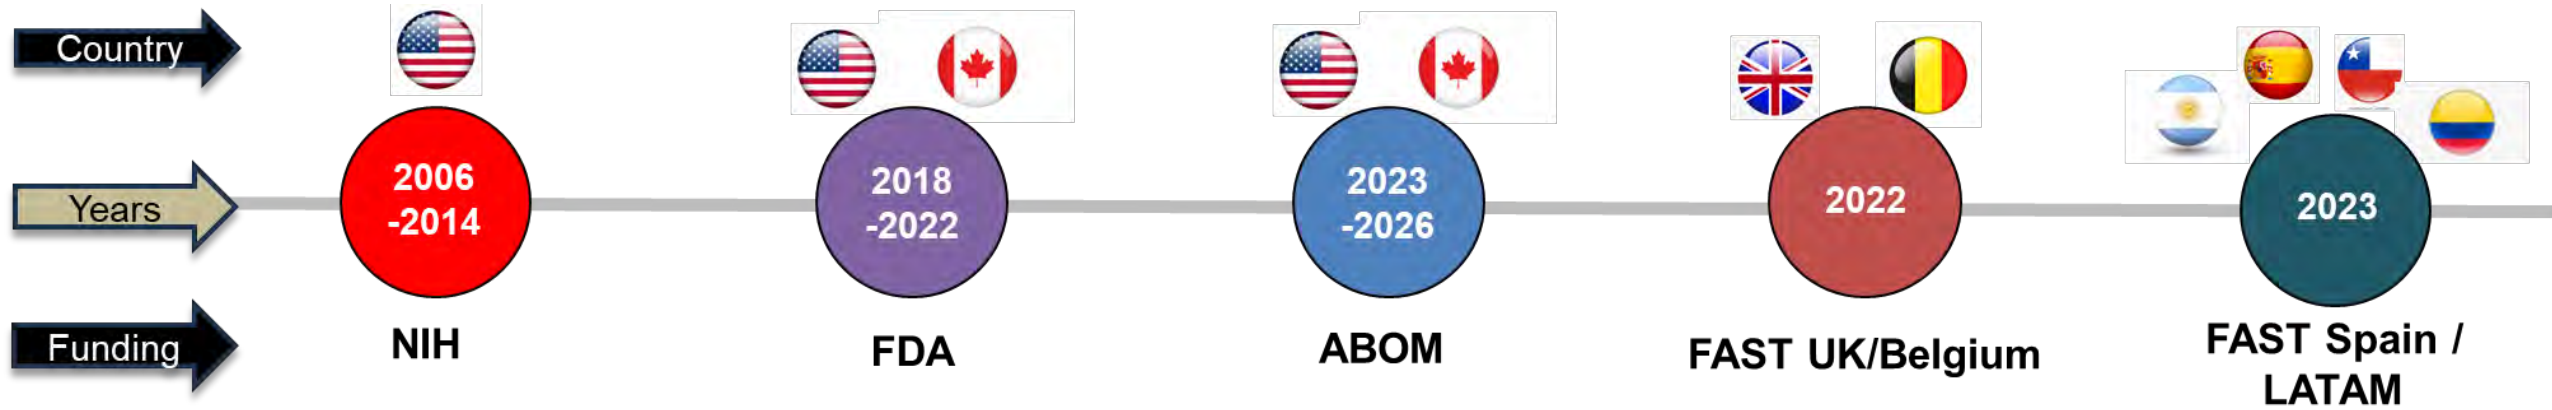 Country
Years
2006
-2014
2018
-2022
2023
-2026
2022
2023
Funding
NIH
FDA
ABOM
FAST UK/Belgium
FAST Spain /
LATAM